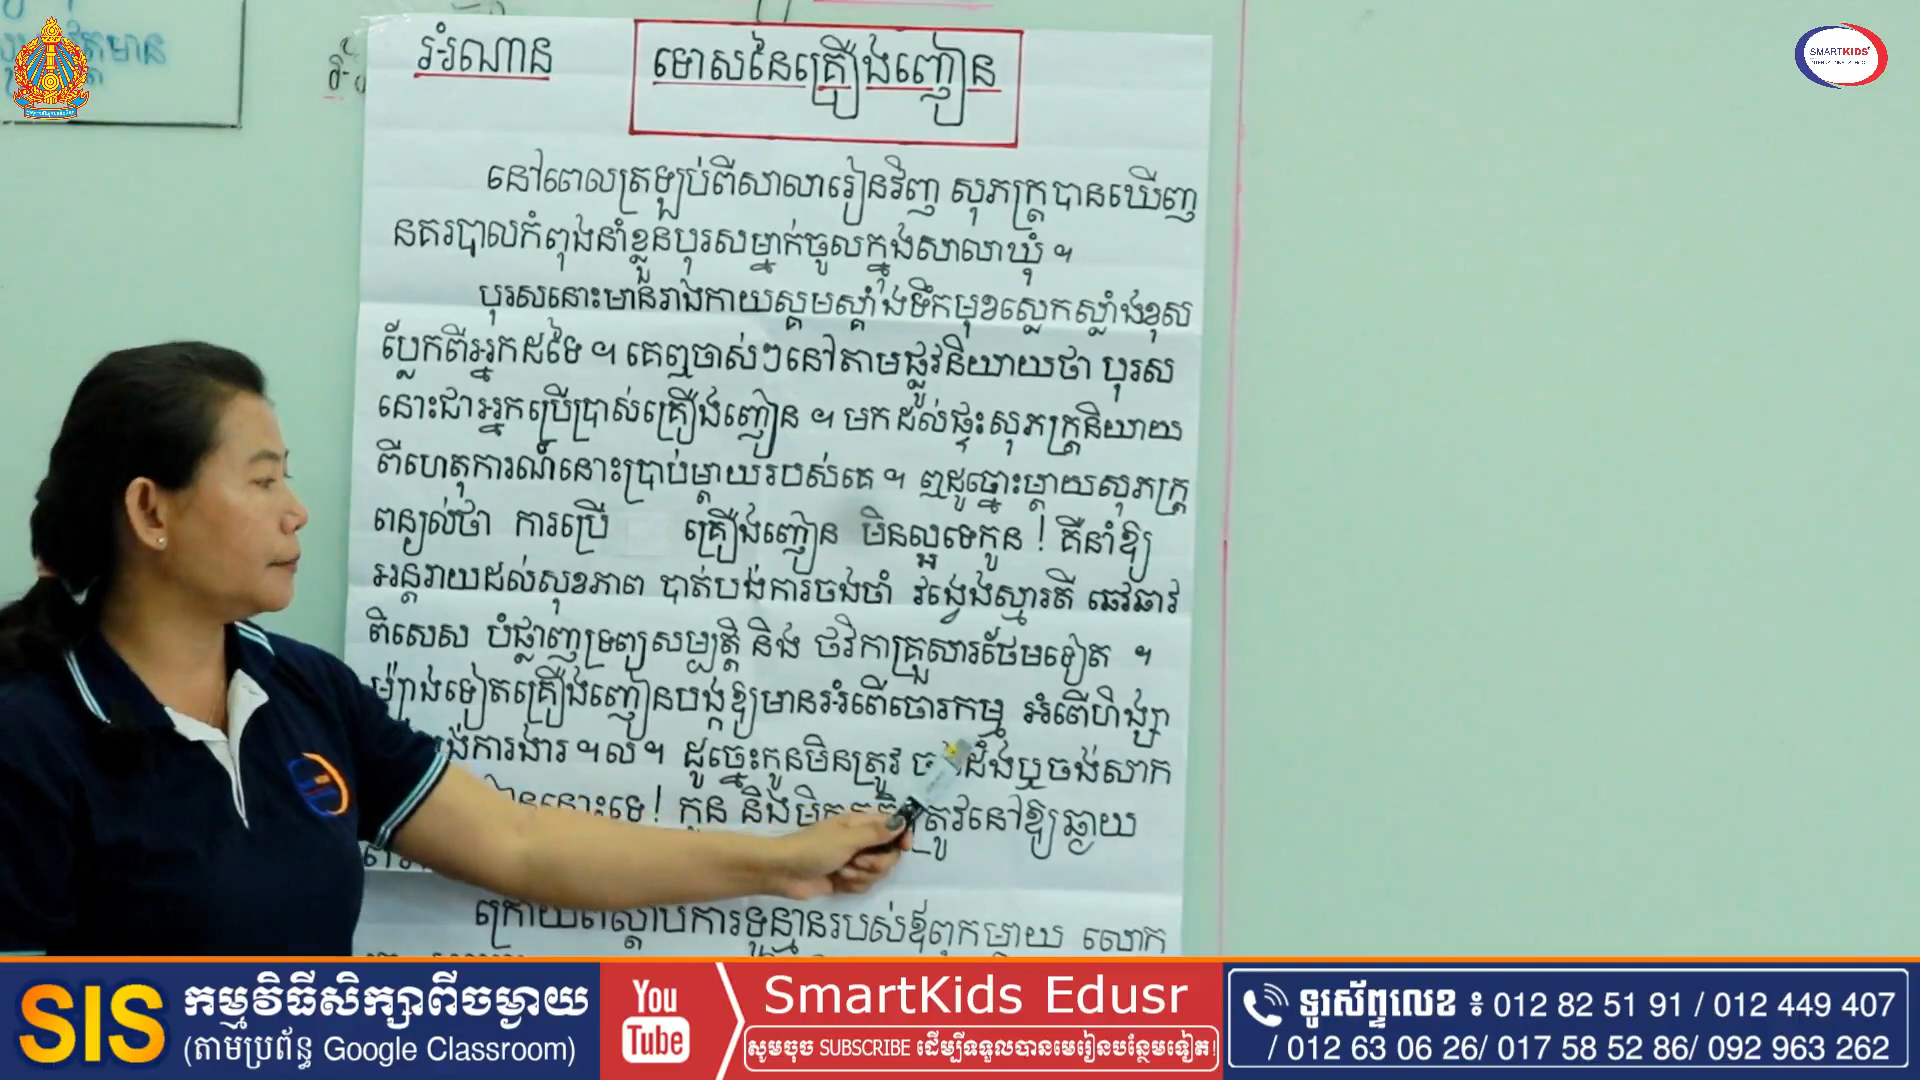 អំណាន
ទោសនៃគ្រឿងញៀន
នៅពេលត្រឡប់ពីសាលារៀនវិញ សុភក្ត្របានឃើញ
នគរបាលកំពុងនាំខ្លួនបុរសម្នាក់ចូលក្នុងសាលាឃុំ ។
បុរសនោះមានរាងកាយស្គមស្គាំងទឹកមុខស្លេកស្លាំងខុស
ប្លែកពីអ្នកដទៃ ។ គេឮចាស់ៗនៅតាមផ្លូវនិយាយថា បុរស
នោះជាអ្នកប្រើប្រាស់គ្រឿងញៀន ។ មកដល់ផ្ទះសុភក្ត្រនិយាយ
ពីហេតុការណ៍នោះប្រាប់ម្តាយរបស់គេ ។ ឮដូច្នោះម្តាយសុភក្ត្រ
ពន្យល់ថា ការប្រើ គ្រឿងញៀន មិនល្អទេកូន ! គឺនាំឱ្យ
អន្តរាយដល់សុខភាព បាត់បង់ការចងចាំ វង្វេងស្មារតី ឆេវឆាវ
ពិសេស បំផ្លាញទ្រព្យសម្បត្តិ និង ថវិកាគ្រួសារថែមទៀត ។
ម្យ៉ាងទៀតគ្រឿងញៀនបង្កឱ្យមានអំពើចោរកម្ម អំពើហិង្សា
ការងារ ។ល។ ដូច្នេះកូនមិនត្រូវ ដឹងឬចង់សាក
នោះទេ ! កូន និងមិត្ត ត្រូវនៅឱ្យឆ្ងាយ
ក្រោយពីស្តាប់ការទូន្មានរបស់ឪពុកម្តាយ លោក
SMARTKIDS
SIS
កម្មវិធីសិក្សាពីចម្ងាយ
(តាមប្រព័ន្ធ Google Classroom)
You
Tube
SmartKids Edusr
សូមចុច SUBSCRIBE ដើម្បីទទួលបានមេរៀនបន្ថែមទៀត!
ទូរស័ព្ទលេខ ៖ 012 82 51 91 / 012 449 407
/ 012 63 06 26/ 017 58 52 86/ 092 963 262